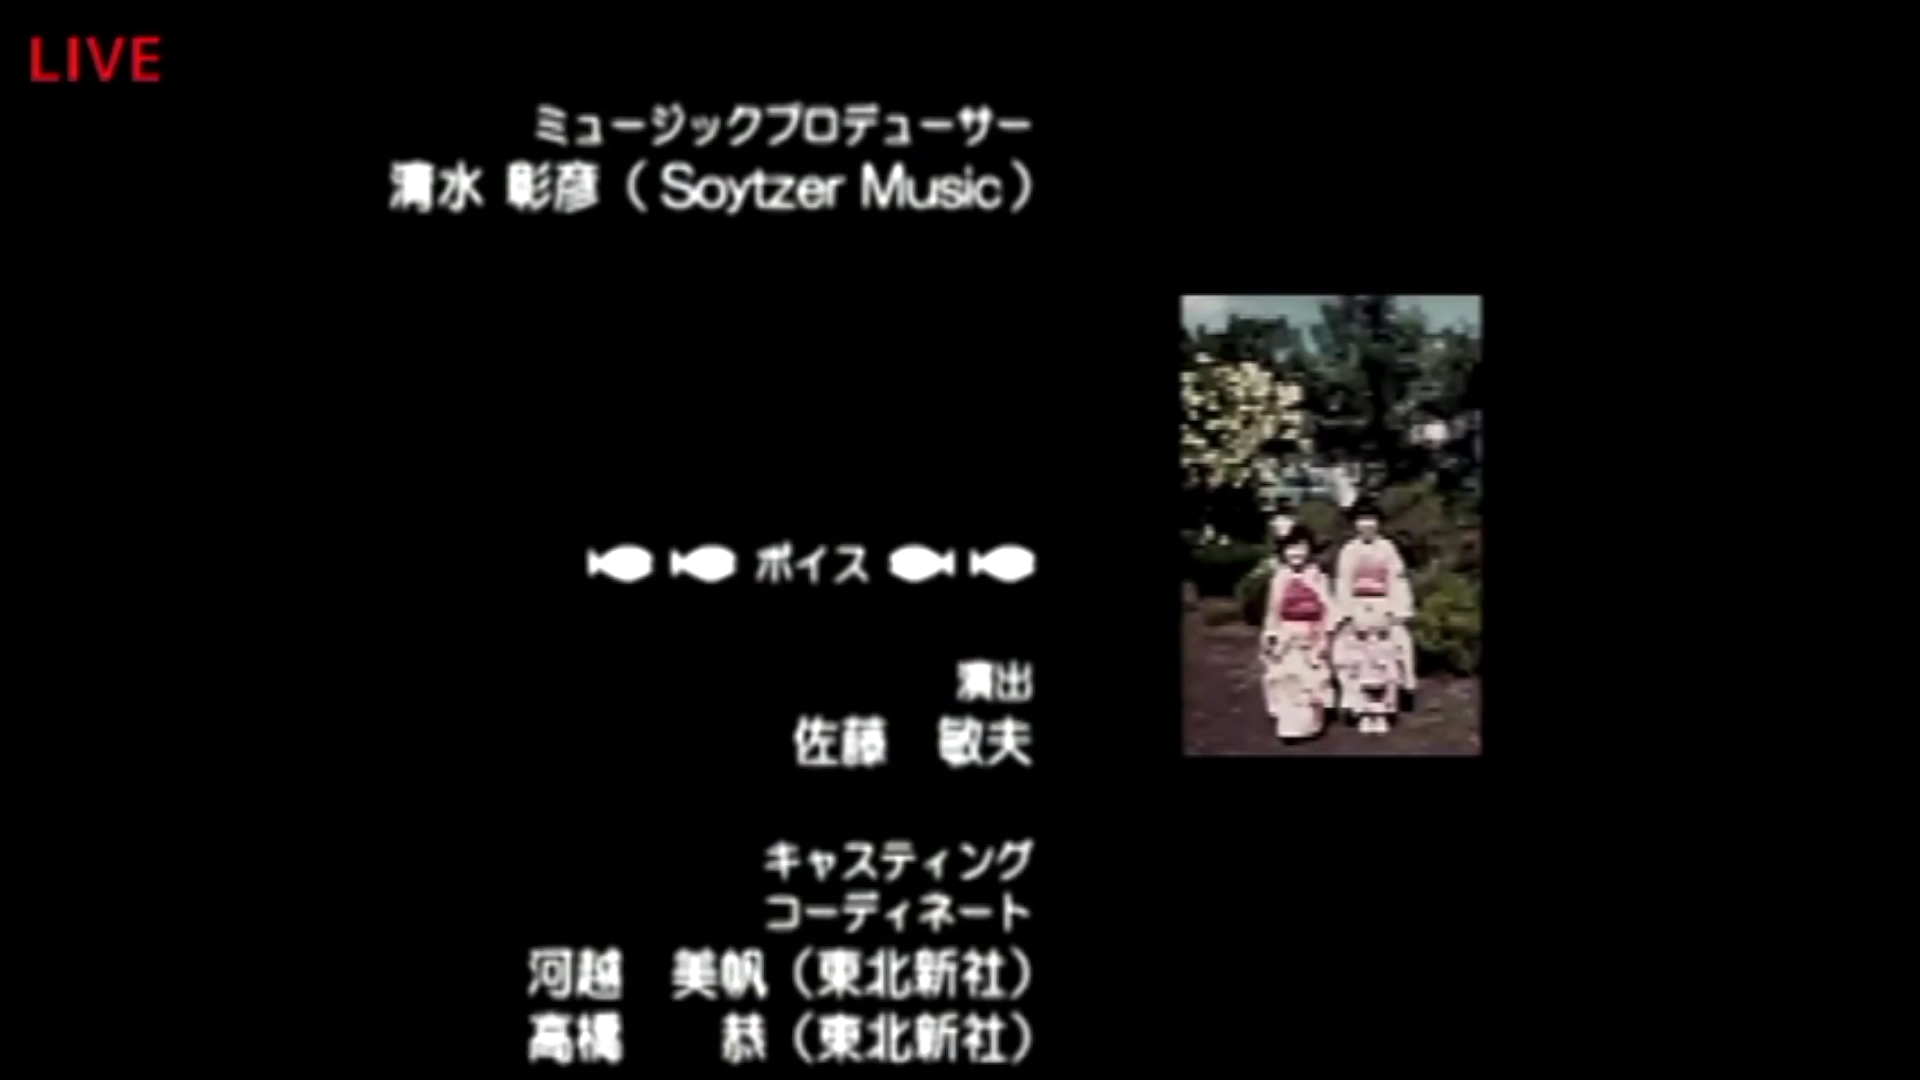 LIVE
ミュージックプロデューサー
清水 彰彦（Soytzer Music）
ボイス
演出
佐藤　敏夫
キャスティング
コーディネート
河越　美帆（東北新社）
高橋　　恭（東北新社）